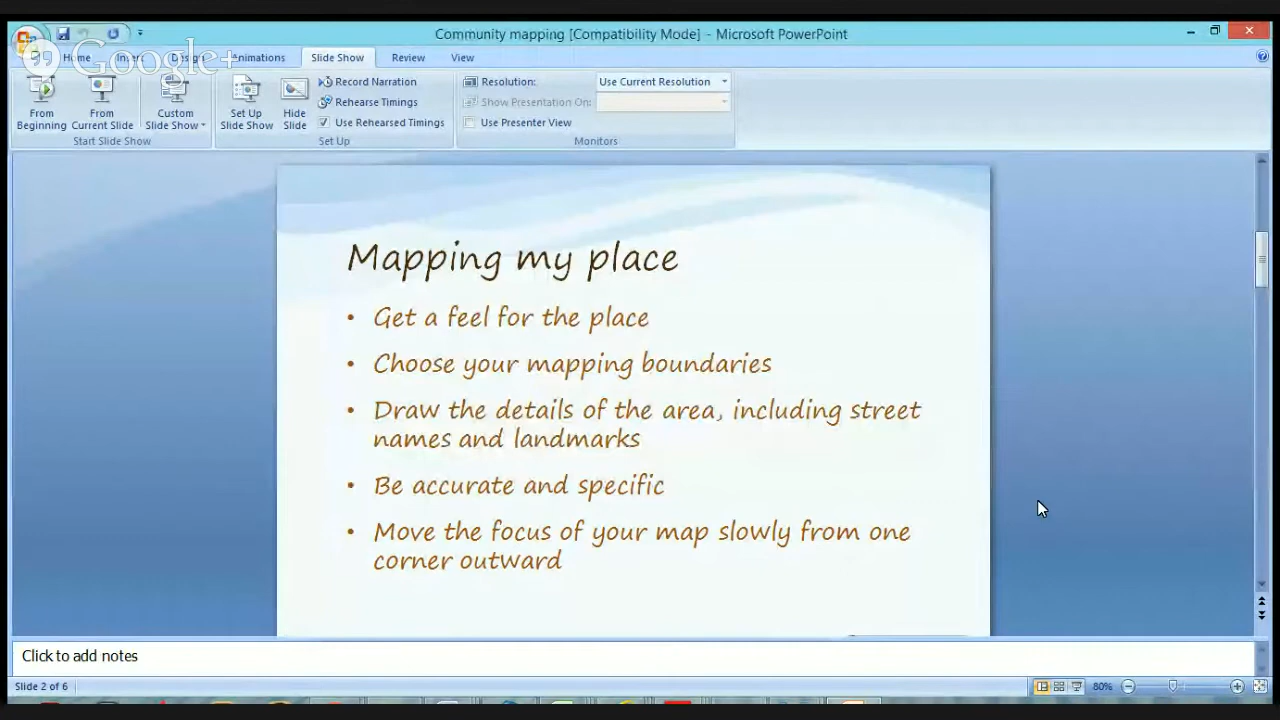 Community mapping [Compatibility Mode] - Microsoft PowerPoint
Google+
Home Insert Design Animations Slide Show Review View
From Beginning
From Current Slide
Custom Slide Show
Start Slide Show
Set Up Slide Show
Hide Slide
Record Narration
Rehearse Timings
Use Rehearsed Timings
Set Up
Resolution: Use Current Resolution
Show Presentation On:
Use Presenter View
Monitors
Mapping my place
• Get a feel for the place
• Choose your mapping boundaries
• Draw the details of the area, including street
names and landmarks
• Be accurate and specific
• Move the focus of your map slowly from one
corner outward
Click to add notes
Slide 2 of 6
80%